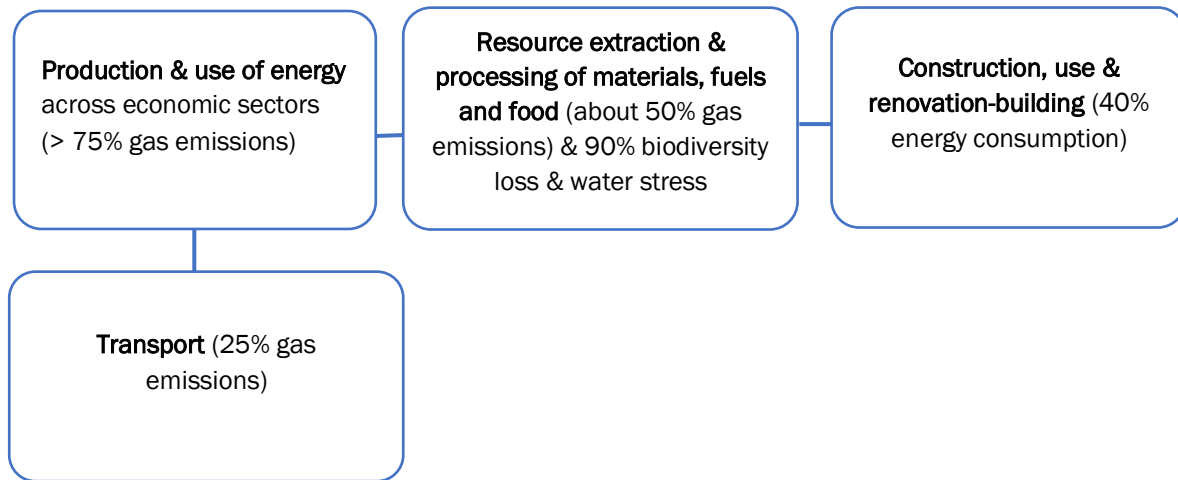 Production & use of energy
across economic sectors
(> 75% gas emissions)
Resource extraction &
processing of materials, fuels
and food (about 50% gas
emissions) & 90% biodiversity
loss & water stress
Construction, use &
renovation-building (40%
energy consumption)
Transport (25% gas
emissions)